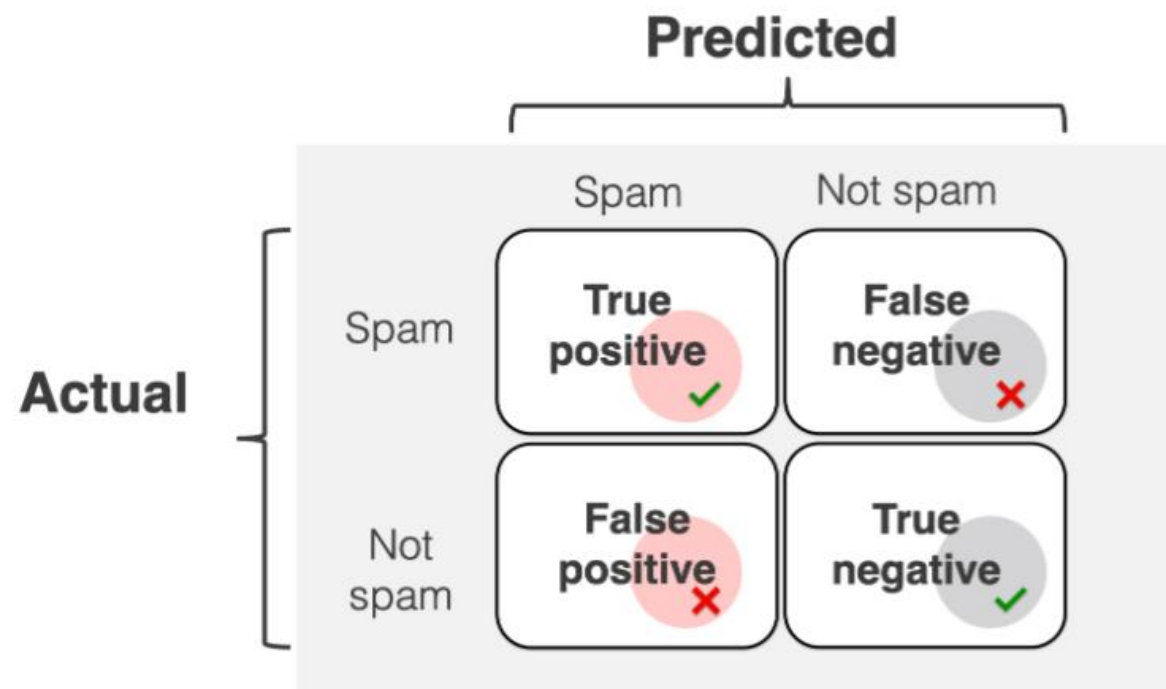 Predicted
Spam
Not spam
Actual
Spam
True
positive
False
negative
Not
spam
False
positive
True
negative